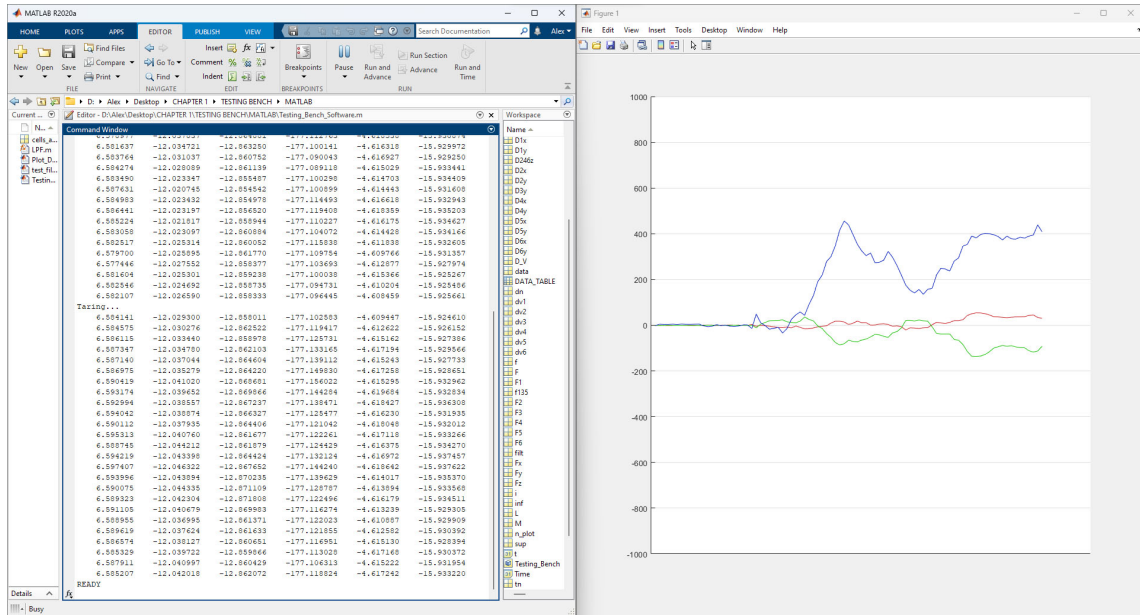 MATLAB R2020a
HOME PLOTS APPS EDITOR PUBLISH VIEW Search Documentation Alex
New Open Save Find Files Compare Print Go To Find Insert fx Comment % Indent Breakpoints Pause Run and Advance Run Section Advance Run and Time
FILE NAVIGATE EDIT BREAKPOINTS RUN
D: Alex Desktop CHAPTER 1 TESTING BENCH MATLAB
Current ...
N...
cells_a...
LPF.m
Plot_D...
test_fil...
Testin...
Details
Editor - D:\Alex\Desktop\CHAPTER 1\TESTING BENCH\MATLAB\Testing_Bench_Software.m
Command Window
6.581637 -12.034721 -12.863250 -177.100141 -4.616318 -15.929972
6.583764 -12.031037 -12.860752 -177.090043 -4.616927 -15.929250
6.584274 -12.028089 -12.861139 -177.089118 -4.615029 -15.933441
6.583490 -12.023347 -12.855487 -177.100298 -4.614703 -15.934409
6.587631 -12.020745 -12.854542 -177.100899 -4.614443 -15.931608
6.584983 -12.023432 -12.854978 -177.114493 -4.616618 -15.932943
6.586441 -12.023197 -12.856520 -177.119408 -4.618359 -15.935203
6.585224 -12.021817 -12.858944 -177.110227 -4.616175 -15.934627
6.583058 -12.023097 -12.860884 -177.104072 -4.614428 -15.934166
6.582517 -12.025314 -12.860052 -177.115838 -4.611838 -15.932605
6.579700 -12.025895 -12.861770 -177.109754 -4.609766 -15.931357
6.577446 -12.027552 -12.858377 -177.103693 -4.612877 -15.927974
6.581604 -12.025301 -12.859238 -177.100038 -4.615366 -15.925267
6.582546 -12.024692 -12.858735 -177.094731 -4.610204 -15.925486
6.582107 -12.026590 -12.858333 -177.096445 -4.608459 -15.925661
Taring...
6.584141 -12.029300 -12.858011 -177.102583 -4.609447 -15.924610
6.584575 -12.030276 -12.862522 -177.119417 -4.612622 -15.926152
6.586115 -12.033440 -12.858978 -177.125731 -4.615162 -15.927386
6.587347 -12.034780 -12.862103 -177.133165 -4.617194 -15.929566
6.587140 -12.037044 -12.864604 -177.139112 -4.615243 -15.927733
6.586975 -12.035279 -12.864220 -177.149830 -4.617258 -15.928651
6.590419 -12.041020 -12.868681 -177.156022 -4.615295 -15.932962
6.593174 -12.039652 -12.869866 -177.144284 -4.619684 -15.932834
6.592994 -12.038557 -12.867237 -177.138471 -4.618427 -15.936308
6.594042 -12.038874 -12.866327 -177.125477 -4.616230 -15.931935
6.590112 -12.037935 -12.864406 -177.121042 -4.618048 -15.932012
6.595313 -12.040760 -12.861677 -177.122261 -4.617118 -15.933266
6.588745 -12.044212 -12.861879 -177.124429 -4.616375 -15.934270
6.594219 -12.043398 -12.864424 -177.132124 -4.616972 -15.937457
6.597407 -12.046322 -12.867652 -177.144240 -4.618642 -15.937622
6.593996 -12.043894 -12.870235 -177.139629 -4.614017 -15.935370
6.590075 -12.044335 -12.871109 -177.128787 -4.613894 -15.933568
6.589323 -12.042304 -12.871808 -177.122496 -4.616179 -15.934511
6.591105 -12.040679 -12.869983 -177.116274 -4.613239 -15.929305
6.588955 -12.036995 -12.861371 -177.122023 -4.610887 -15.929909
6.589619 -12.037624 -12.861633 -177.121855 -4.612582 -15.930392
6.586574 -12.038127 -12.860651 -177.116951 -4.615130 -15.928394
6.585329 -12.039722 -12.859866 -177.113028 -4.617168 -15.930372
6.587911 -12.040997 -12.860429 -177.106313 -4.615222 -15.931954
6.585207 -12.042018 -12.862072 -177.118824 -4.617242 -15.933220
READY
fx
Busy
Workspace
Name
D1x
D1y
D246z
D2x
D2y
D3y
D4x
D4y
D5x
D5y
D6x
D6y
D_V
data
DATA_TABLE
dn
dv1
dv2
dv3
dv4
dv5
dv6
f
F
F1
f135
F2
F3
F4
F5
F6
filt
Fx
Fy
Fz
i
inf
L
M
n_plot
sup
t
Testing_Bench
Time
tn
Figure 1
File Edit View Insert Tools Desktop Window Help
1000
800
600
400
200
0
-200
-400
-600
-800
-1000